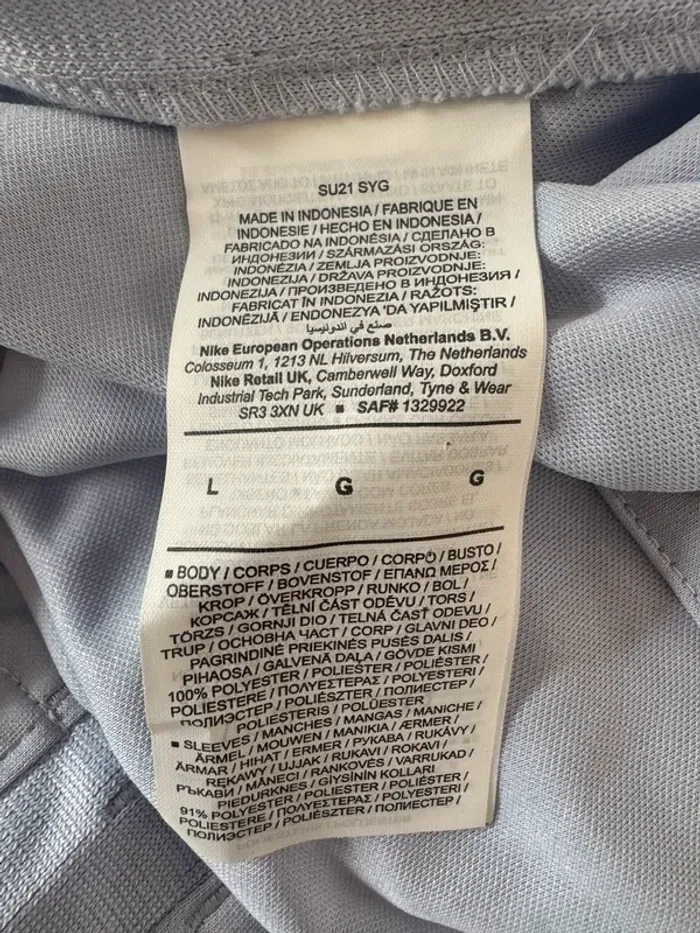 SU21 SYG
MADE IN INDONESIA / FABRIQUE EN
INDONESIE / HECHO EN INDONESIA /
FABRICADO NA INDONÉSIA / СДЕЛАНО В
ИНДОНЕЗИИ / SZÁRMAZÁSI ORSZÁG:
INDONÉZIA / ZEMLJA PROIZVODNJE:
INDONEZIJA / DRŽAVA PROIZVODNJE:
INDONEZIJA / ПРОИЗВЕДЕНО В ИНДОНЕЗИЯ /
FABRICAT ÎN INDONEZIA / RAŽOTS:
INDONĒZIJĀ / ENDONEZYA 'DA YAPILMIŞTIR /
صنع في اندونيسيا
Nike European Operations Netherlands B.V.
Colosseum 1, 1213 NL Hilversum, The Netherlands
Nike Retail UK, Camberwell Way, Doxford
Industrial Tech Park, Sunderland, Tyne & Wear
SR3 3XN UK ■ SAF# 1329922
L G G
■ BODY / CORPS / CUERPO / CORPO / BUSTO /
OBERSTOFF / BOVENSTOF / ΕΠΑΝΩ ΜΕΡΟΣ /
KROP / ÖVERKROPP / RUNKO / BOL /
КОРСАЖ / TĚLNÍ ČÁST ODĚVU / TORS /
TÖRZS / GORNJI DIO / TELNÁ ČASŤ ODEVU /
TRUP / ОСНОВНА ЧАСТ / CORP / GLAVNI DEO /
PAGRINDINĖ PRIEKINĖS PUSĖS DALIS /
PIHAOSA / GALVENĀ DAĻA / GÖVDE KISMI
100% POLYESTER / POLIÉSTER / POLIESTER /
POLIESTERE / ΠΟΛΥΕΣΤΕΡΑΣ / POLYESTERI /
ПОЛИЭСТЕР / POLIÉSZTER / ПОЛИЕСТЕР /
POLIESTERIS / POLÜESTER
■ SLEEVES / MANCHES / MANGAS / MANICHE /
ÄRMEL / MOUWEN / ΜΑΝΙΚΙΑ / ÆRMER /
ÄRMAR / HIHAT / ERMER / РУКАВА / RUKÁVY /
RĘKAWY / UJJAK / RUKAVI / ROKAVI /
РЪКАВИ / MÂNECI / RANKOVĖS / VARRUKAD /
PIEDURKNES / GİYSİNİN KOLLARI
91% POLYESTER / POLIÉSTER / POLIESTER /
POLIESTERE / ΠΟΛΥΕΣΤΕΡΑΣ / POLYESTERI /
ПОЛИЭСТЕР / POLIÉSZTER / ПОЛИЕСТЕР /